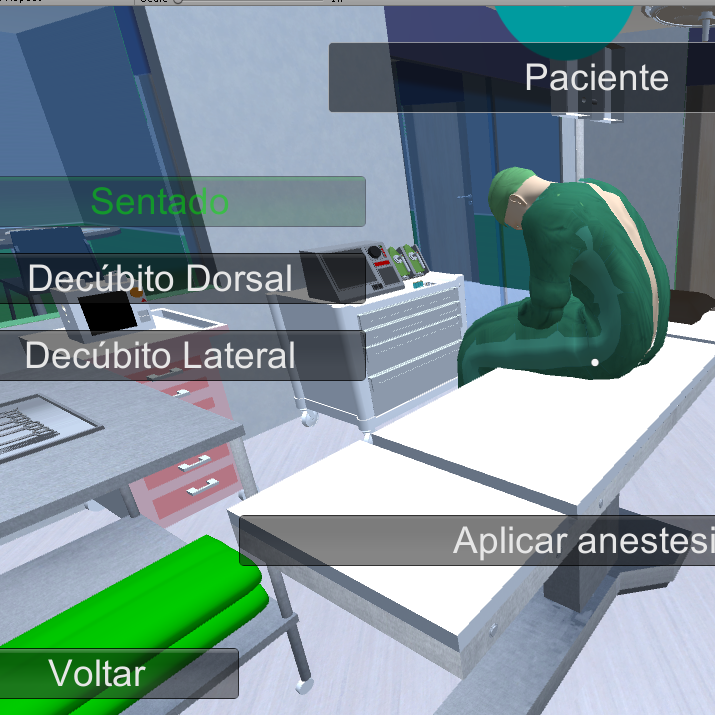 Paciente
Sentado
Decúbito Dorsal
Decúbito Lateral
Aplicar anestesi
Voltar